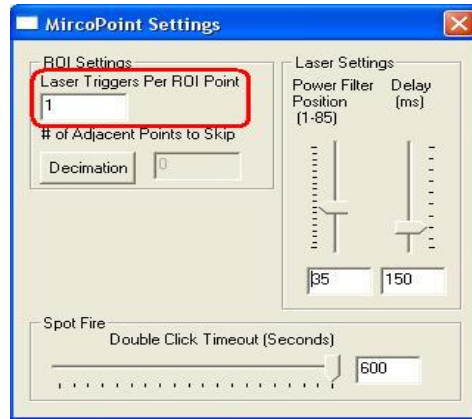 MircoPoint Settings
ROI Settings
Laser Triggers Per ROI Point
1
# of Adjacent Points to Skip
Decimation
0
Laser Settings
Power Filter
Position
(1-85)
Delay
(ms)
35
150
Spot Fire
Double Click Timeout (Seconds)
600